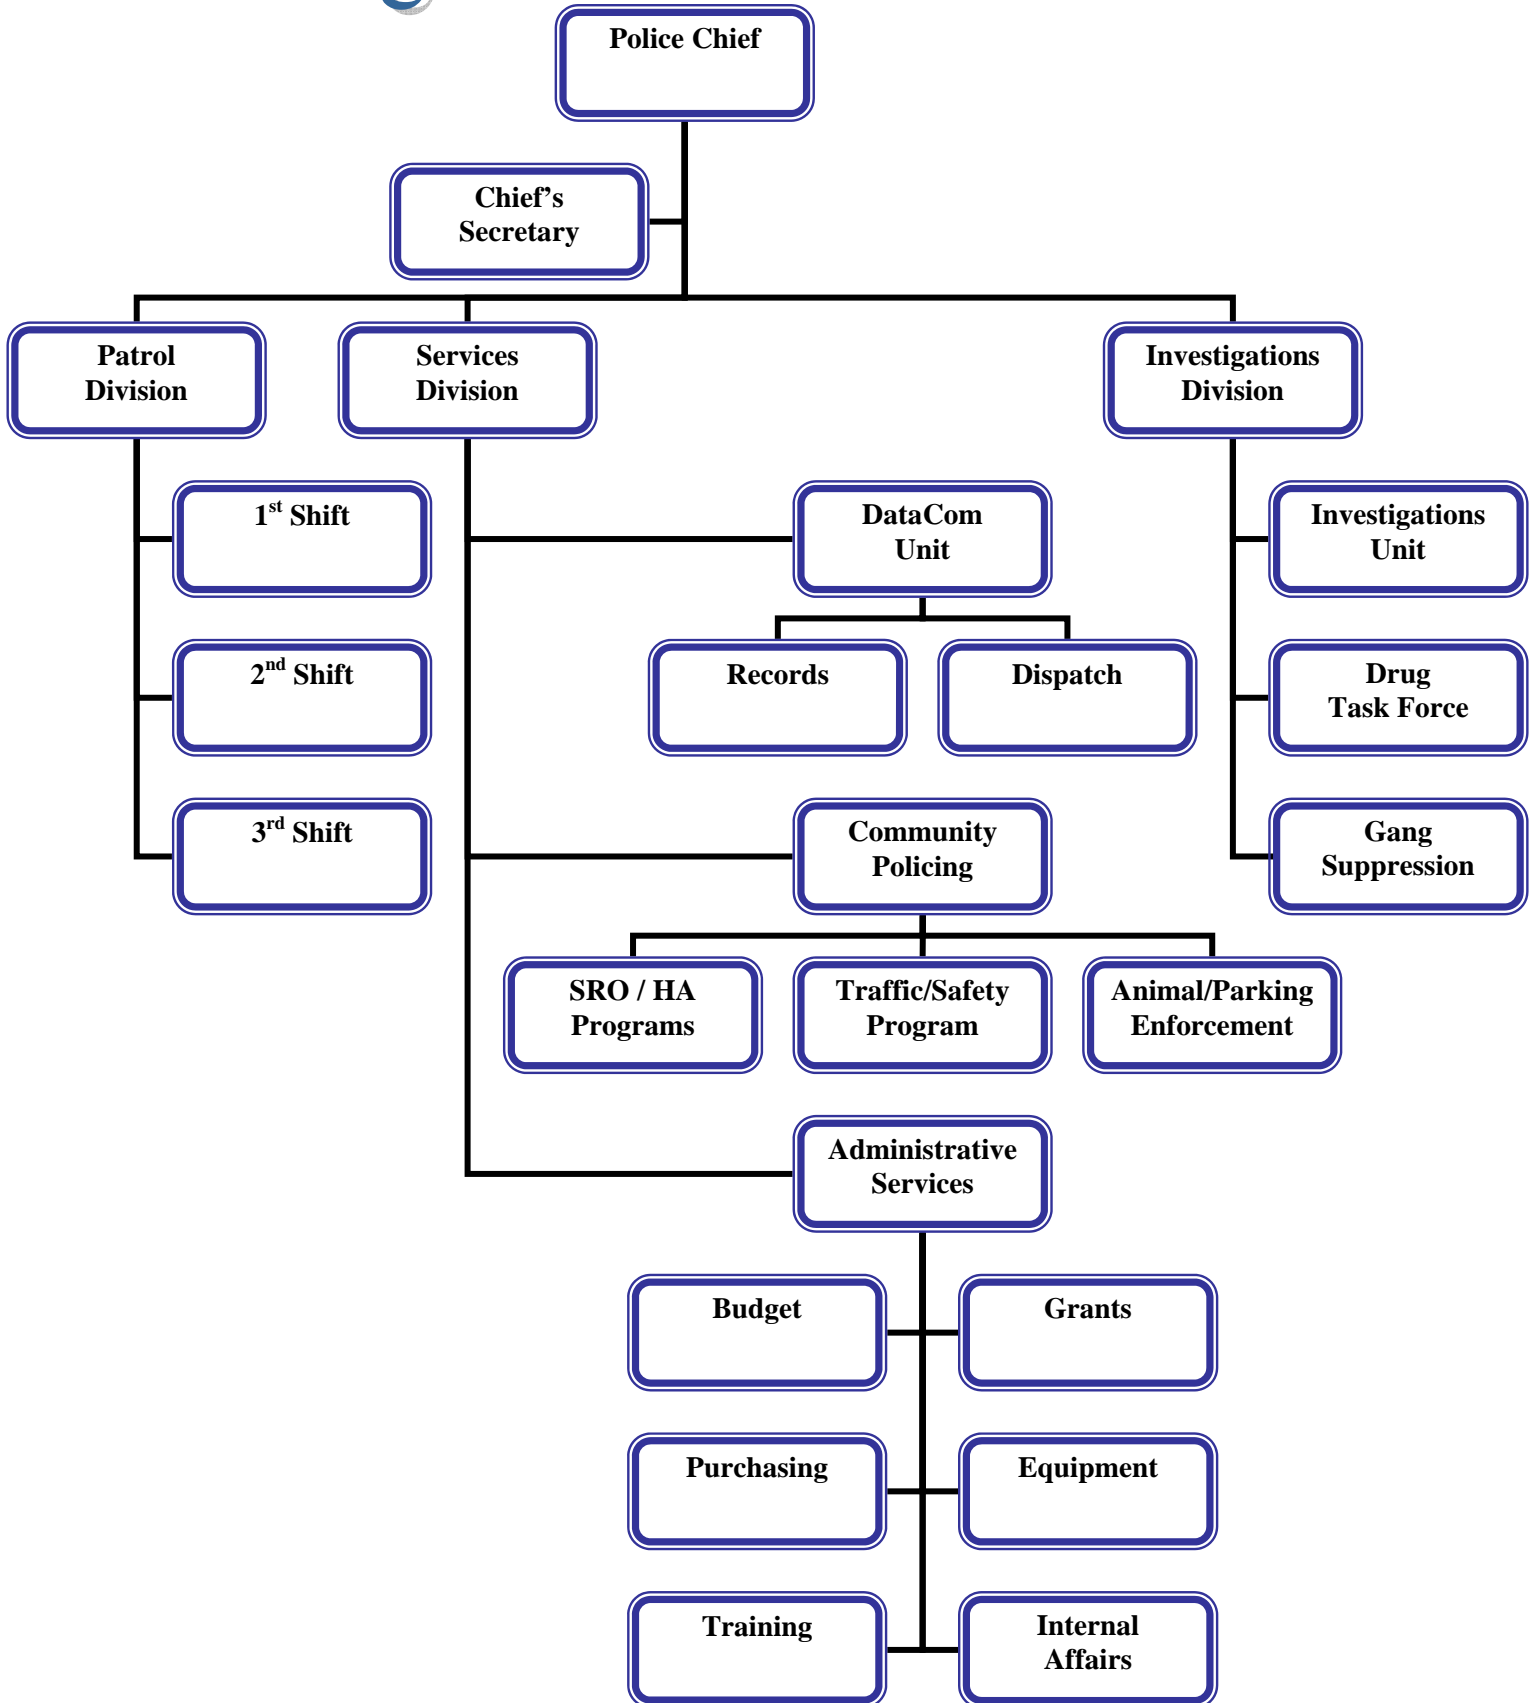 Police Chief
Chief’s
Secretary
Patrol
Division
Services
Division
Investigations
Division
1st Shift
DataCom
Unit
Investigations
Unit
2nd Shift
Records
Dispatch
Drug
Task Force
3rd Shift
Community
Policing
Gang
Suppression
SRO / HA
Programs
Traffic/Safety
Program
Animal/Parking
Enforcement
Administrative
Services
Budget
Grants
Purchasing
Equipment
Training
Internal
Affairs